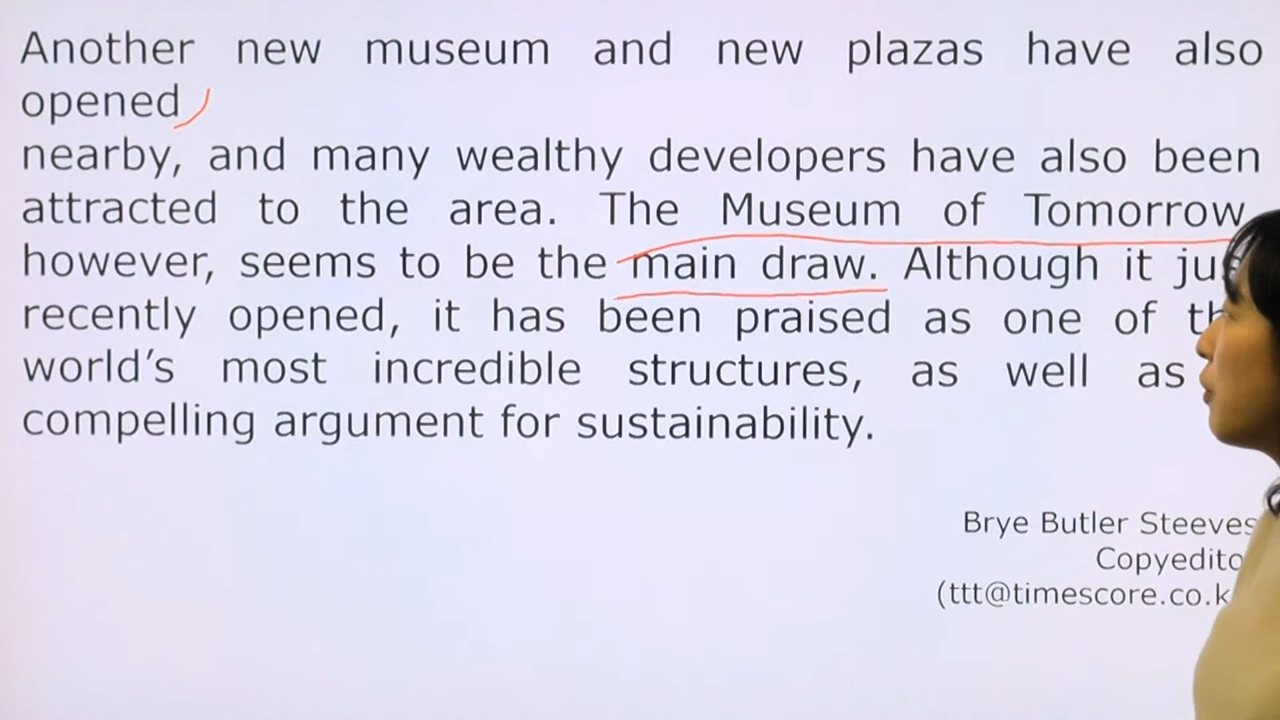 Another new museum and new plazas have also
opened
nearby, and many wealthy developers have also been
attracted to the area. The Museum of Tomorrow
however, seems to be the main draw. Although it
recently opened, it has been praised as one of
world's most incredible structures, as well as
compelling argument for sustainability.
Brye Butler Steeves
Copyedito
(ttt@timescore.co.k